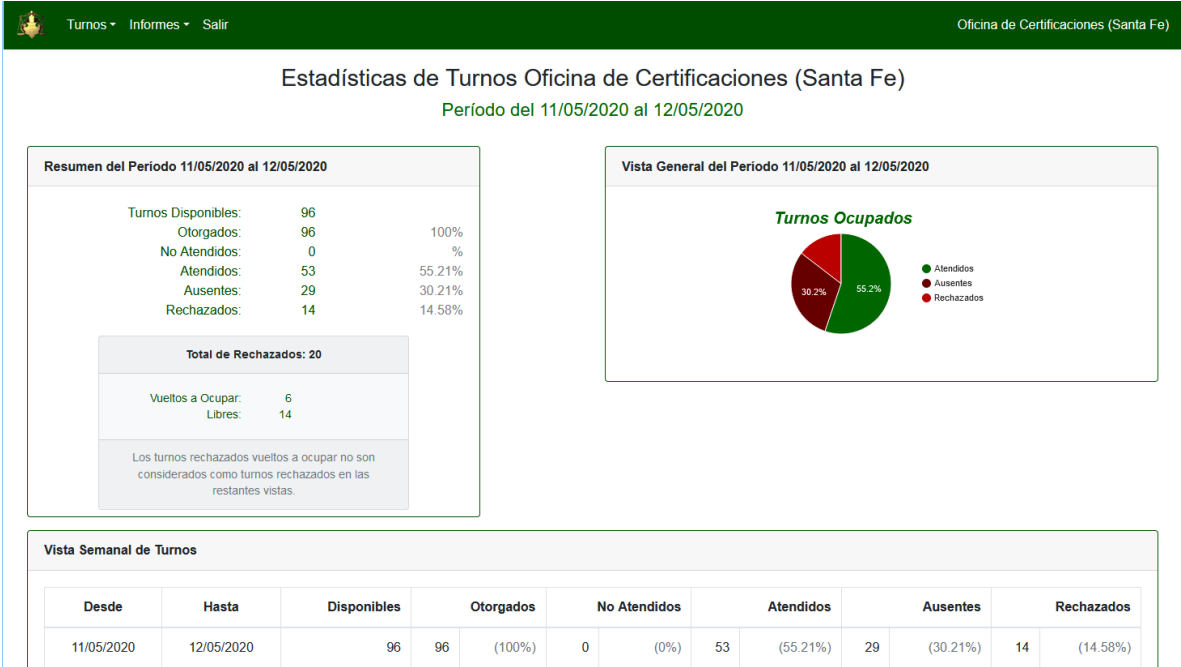 Turnos Informes Salir Oficina de Certificaciones (Santa Fe)
Estadísticas de Turnos Oficina de Certificaciones (Santa Fe)
Período del 11/05/2020 al 12/05/2020
Resumen del Período 11/05/2020 al 12/05/2020
Turnos Disponibles: 96
Otorgados: 96 100%
No Atendidos: 0 %
Atendidos: 53 55.21%
Ausentes: 29 30.21%
Rechazados: 14 14.58%
Total de Rechazados: 20
Vueltos a Ocupar: 6
Libres: 14
Los turnos rechazados vueltos a ocupar no son
considerados como turnos rechazados en las
restantes vistas.
Vista General del Período 11/05/2020 al 12/05/2020
Turnos Ocupados
30.2% 55.2%
Atendidos
Ausentes
Rechazados
Vista Semanal de Turnos
Desde Hasta Disponibles Otorgados No Atendidos Atendidos Ausentes Rechazados
11/05/2020 12/05/2020 96 96 (100%) 0 (0%) 53 (55.21%) 29 (30.21%) 14 (14.58%)